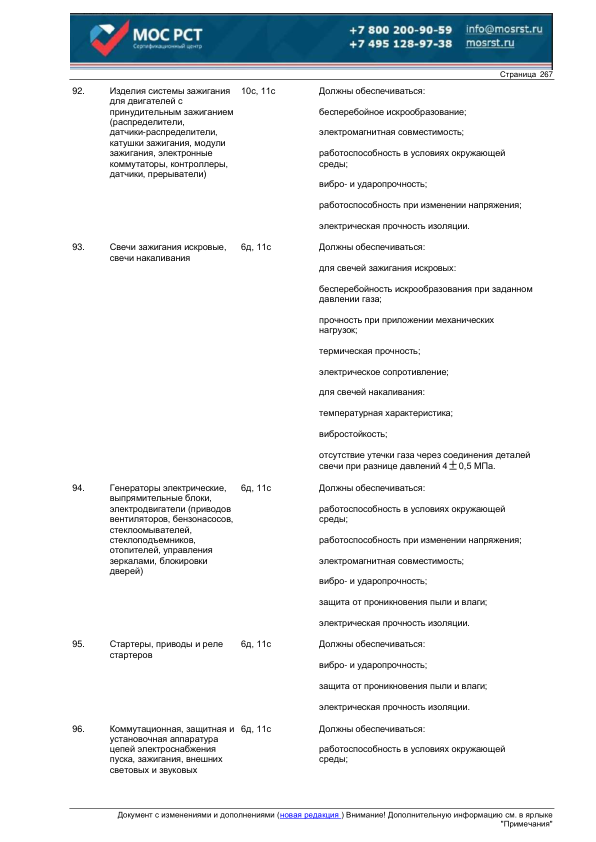 МОС РСТ
Сертификационный центр
+7 800 200-90-59 info@mosrst.ru
+7 495 128-97-38 mosrst.ru
Страница 267
92. Изделия системы зажигания для двигателей с принудительным зажиганием (распределители, датчики-распределители, катушки зажигания, модули зажигания, электронные коммутаторы, контроллеры, датчики, прерыватели)
10с, 11с
Должны обеспечиваться:
бесперебойное искрообразование;
электромагнитная совместимость;
работоспособность в условиях окружающей
среды;
вибро- и ударопрочность;
работоспособность при изменении напряжения;
электрическая прочность изоляции.
93. Свечи зажигания искровые,
свечи накаливания
6д, 11с
Должны обеспечиваться:
для свечей зажигания искровых:
бесперебойность искрообразования при заданном
давлении газа;
прочность при приложении механических
нагрузок;
термическая прочность;
электрическое сопротивление;
для свечей накаливания:
температурная характеристика;
вибростойкость;
отсутствие утечки газа через соединения деталей
свечи при разнице давлений 4 ± 0,5 МПа.
94. Генераторы электрические,
выпрямительные блоки,
электродвигатели (приводов
вентиляторов, бензонасосов,
стеклоомывателей,
стеклоподъемников,
отопителей, управления
зеркалами, блокировки
дверей)
6д, 11с
Должны обеспечиваться:
работоспособность в условиях окружающей
среды;
работоспособность при изменении напряжения;
электромагнитная совместимость;
вибро- и ударопрочность;
защита от проникновения пыли и влаги;
электрическая прочность изоляции.
95. Стартеры, приводы и реле
стартеров
6д, 11с
Должны обеспечиваться:
вибро- и ударопрочность;
защита от проникновения пыли и влаги;
электрическая прочность изоляции.
96. Коммутационная, защитная и
установочная аппаратура
цепей электроснабжения
пуска, зажигания, внешних
световых и звуковых
6д, 11с
Должны обеспечиваться:
работоспособность в условиях окружающей
среды;
Документ с изменениями и дополнениями (новая редакция ) Внимание! Дополнительную информацию см. в ярлыке
"Примечания"